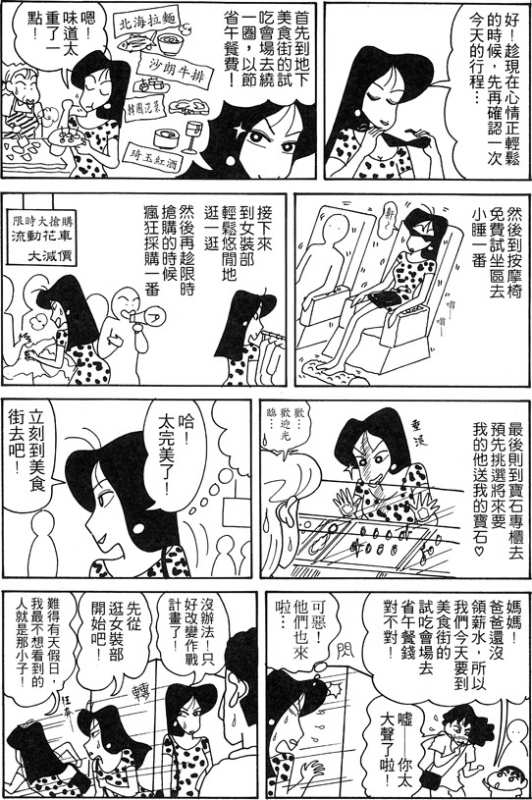 好！趁現在心情正輕鬆
的時候，先再確認一次
今天的行程…
首先到地下
美食街的試
吃會場去繞
一圈，以節
省午餐費！
北海拉麵
沙朗牛排
韓國泡菜
琦玉紅酒
嗯！
味道太
重了一
點！
然後到按摩椅
免費試坐區去
小睡一番
接下來
到女裝部
輕鬆悠閒地
逛一逛
然後再趁限時
搶購的時候
瘋狂採購一番
限時大搶購
流動花車
大減價
最後則到寶石專櫃去
預先挑選將來要
我的他送我的寶石♡
垂涎
歡…
歡迎光
臨…
哈！
太完美了！
立刻到美食
街去吧！
媽媽！
爸爸還沒
領薪水，所以
我們今天要到
美食街的
試吃會場去
省午餐錢
對不對！
噓——你太
大聲了啦！
可惡！
他們也來
啦…
閃
沒辦法！只
好改變作戰
計畫了！
轉
先從
逛女裝部
開始吧！
難得有天假日，
我最不想看到的
人就是那小子！